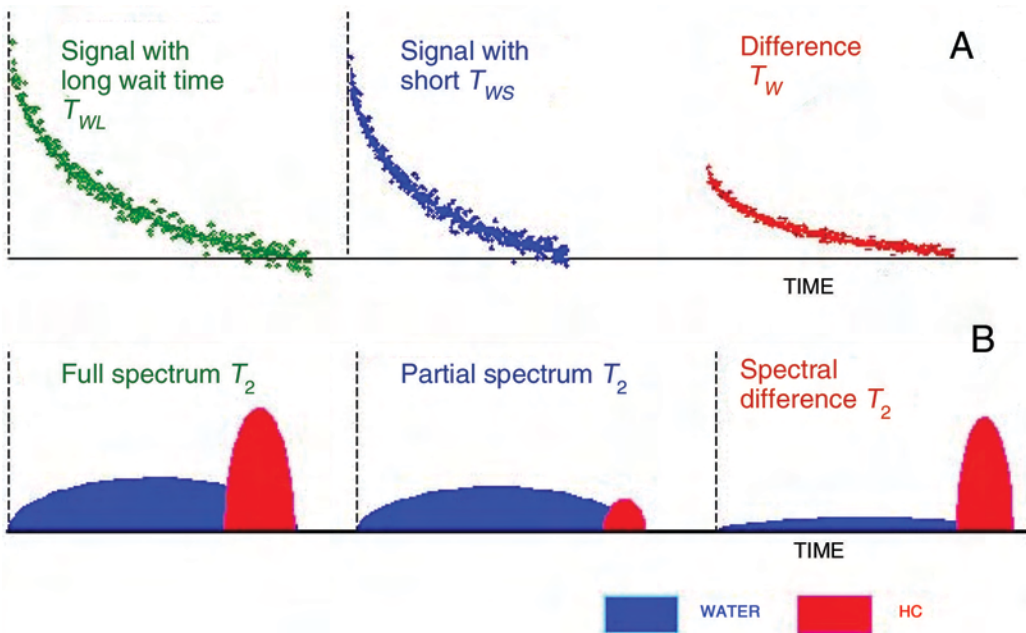 Signal with
long wait time
T_WL
Signal with
short T_WS
Difference
T_W
A
TIME
B
Full spectrum T_2
Partial spectrum T_2
Spectral
difference T_2
TIME
WATER
HC